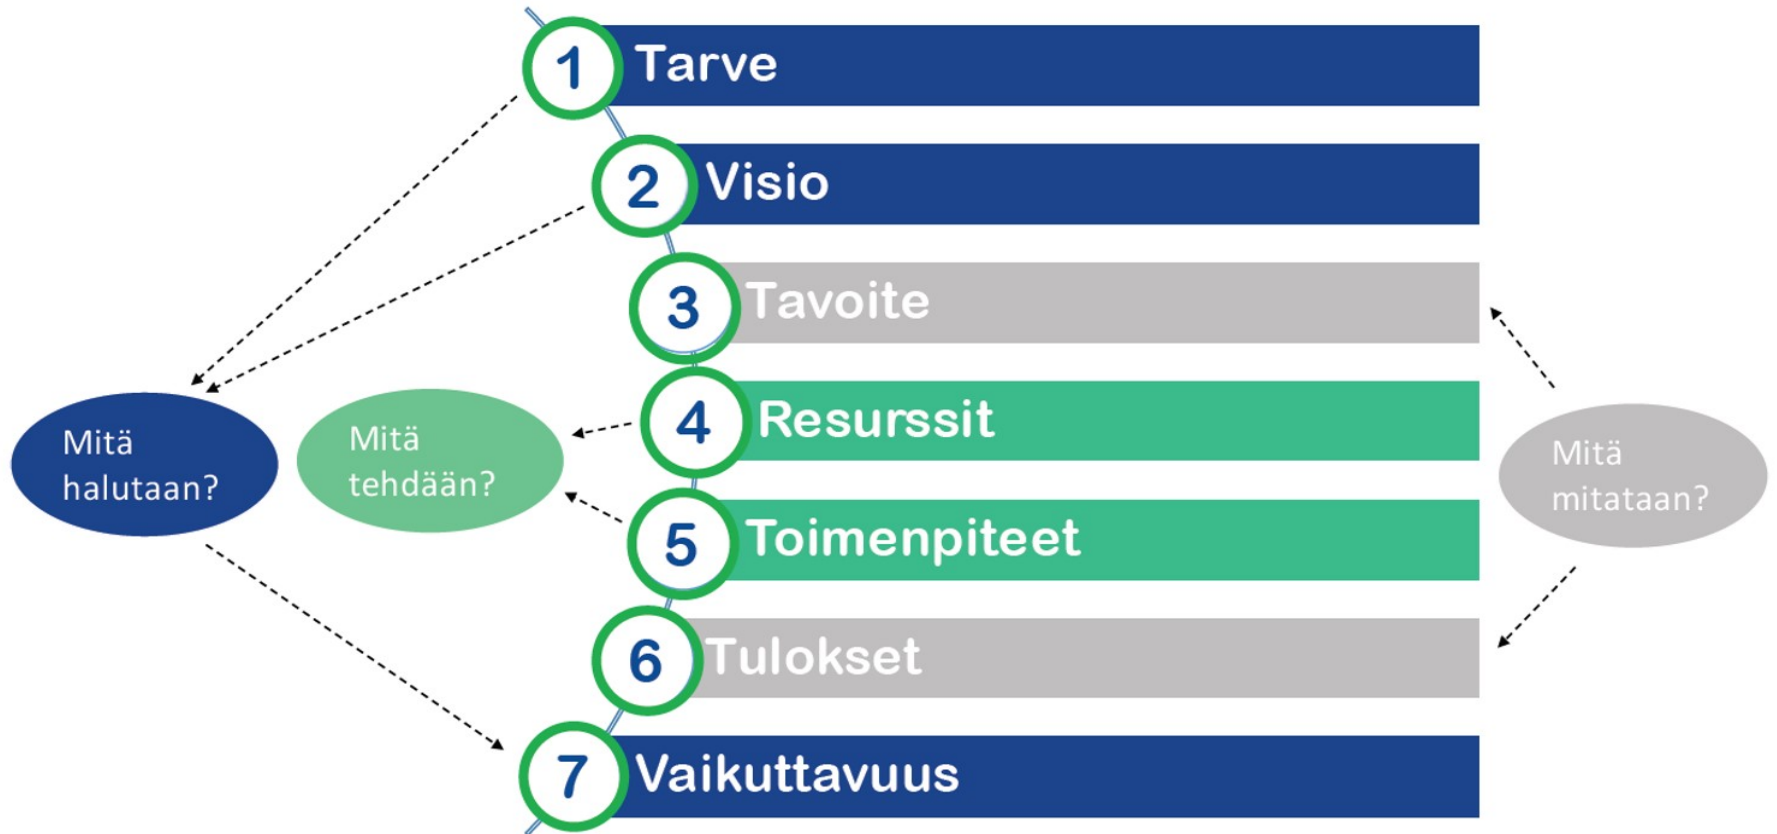 1 Tarve
2 Visio
3 Tavoite
4 Resurssit
5 Toimenpiteet
6 Tulokset
7 Vaikuttavuus
Mitä
halutaan?
Mitä
tehdään?
Mitä
mitataan?